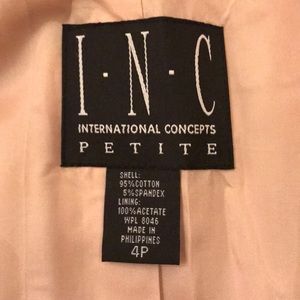 I · N · C
INTERNATIONAL CONCEPTS
PETITE
SHELL:
95%COTTON
5%SPANDEX
LINING:
100%ACETATE
WPL 8046
MADE IN
PHILIPPINES
4P